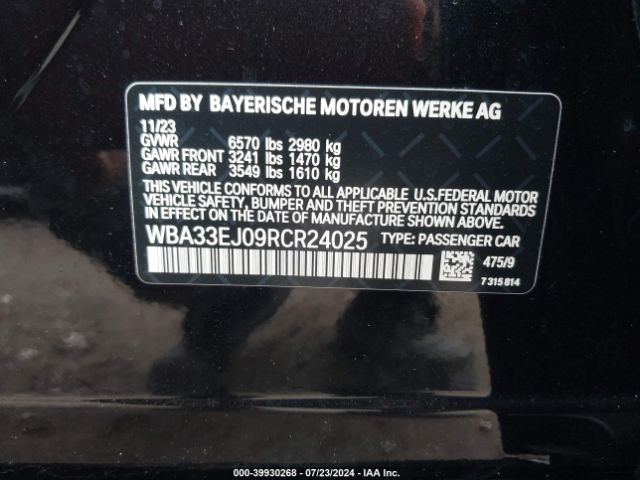 MFD BY BAYERISCHE MOTOREN WERKE AG
11/23
GVWR 6570 lbs 2980 kg
GAWR FRONT 3241 lbs 1470 kg
GAWR REAR 3549 lbs 1610 kg
THIS VEHICLE CONFORMS TO ALL APPLICABLE U.S.FEDERAL MOTOR
VEHICLE SAFETY, BUMPER AND THEFT PREVENTION STANDARDS
IN EFFECT ON THE DATE OF MANUFACTURE SHOWN ABOVE.
WBA33EJ09RCR24025 TYPE: PASSENGER CAR
475/9
7315814
000-39930268 - 07/23/2024 - IAA Inc.